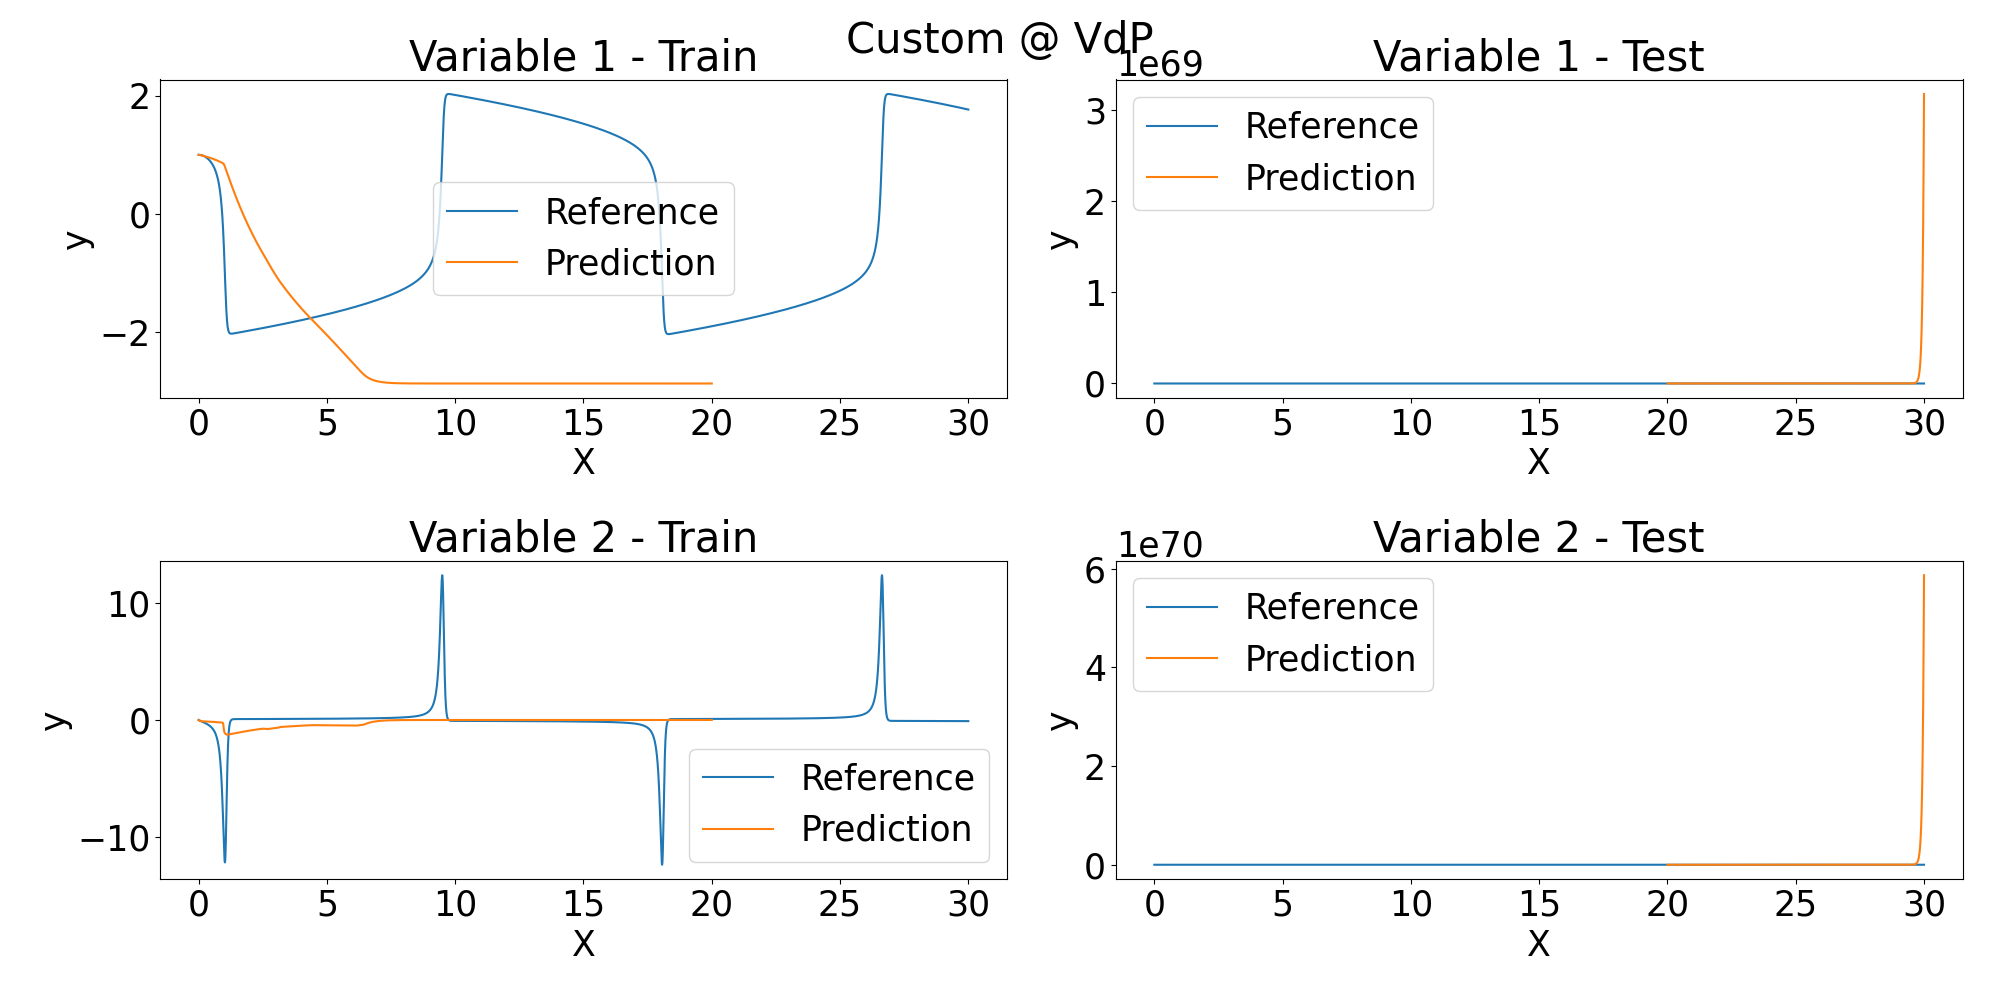 Custom @ VdP
Variable 1 - Train
2
0
−2
y
0 5 10 15 20 25 30
X
Reference
Prediction
Variable 1 - Test
1e69
3
2
1
0
y
0 5 10 15 20 25 30
X
Reference
Prediction
Variable 2 - Train
10
0
−10
y
0 5 10 15 20 25 30
X
Reference
Prediction
Variable 2 - Test
1e70
6
4
2
0
y
0 5 10 15 20 25 30
X
Reference
Prediction